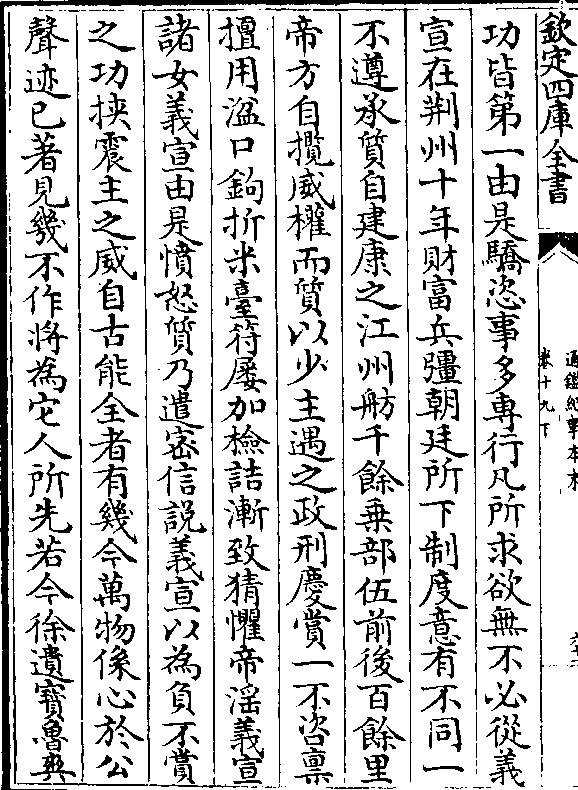 欽定四庫全書
通鑑紀事本末
卷十九下
功皆第一由是驕恣事多專行凡所求欲無不必從義
宣在荆州十年財富兵彊朝廷所下制度意有不同一
不遵承質自建康之江州舫千餘乗部伍前後百餘里
帝方自攬威權而質以少主遇之政刑慶賞一不咨禀
擅用湓口鉤折米臺符屢加檢詰漸致猜懼帝淫義宣
諸女義宣由是憤怒質乃遣密信説義宣以為負不賞
之功挾震主之威自古能全者有幾今萬物係心於公
聲迹已著見幾不作將為它人所先若今徐遺寶魯爽